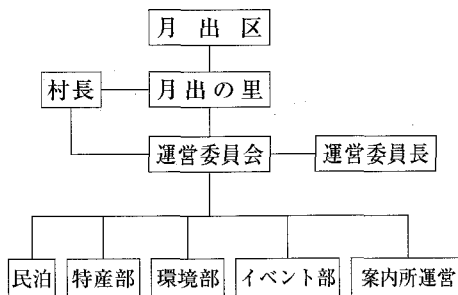 月出区
村長
月出の里
運営委員会
運営委員長
民泊
特産部
環境部
イベント部
案内所運営